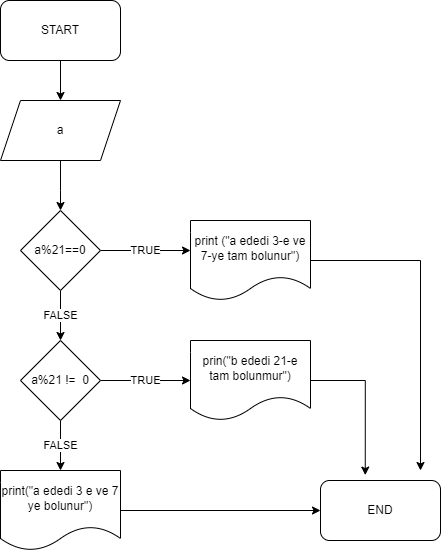 START
a
a%21==0
TRUE
print ("a ededi 3-e ve
7-ye tam bolunur")
FALSE
a%21 != 0
TRUE
prin("b ededi 21-e
tam bolunmur")
FALSE
print("a ededi 3 e ve 7
ye bolunur")
END